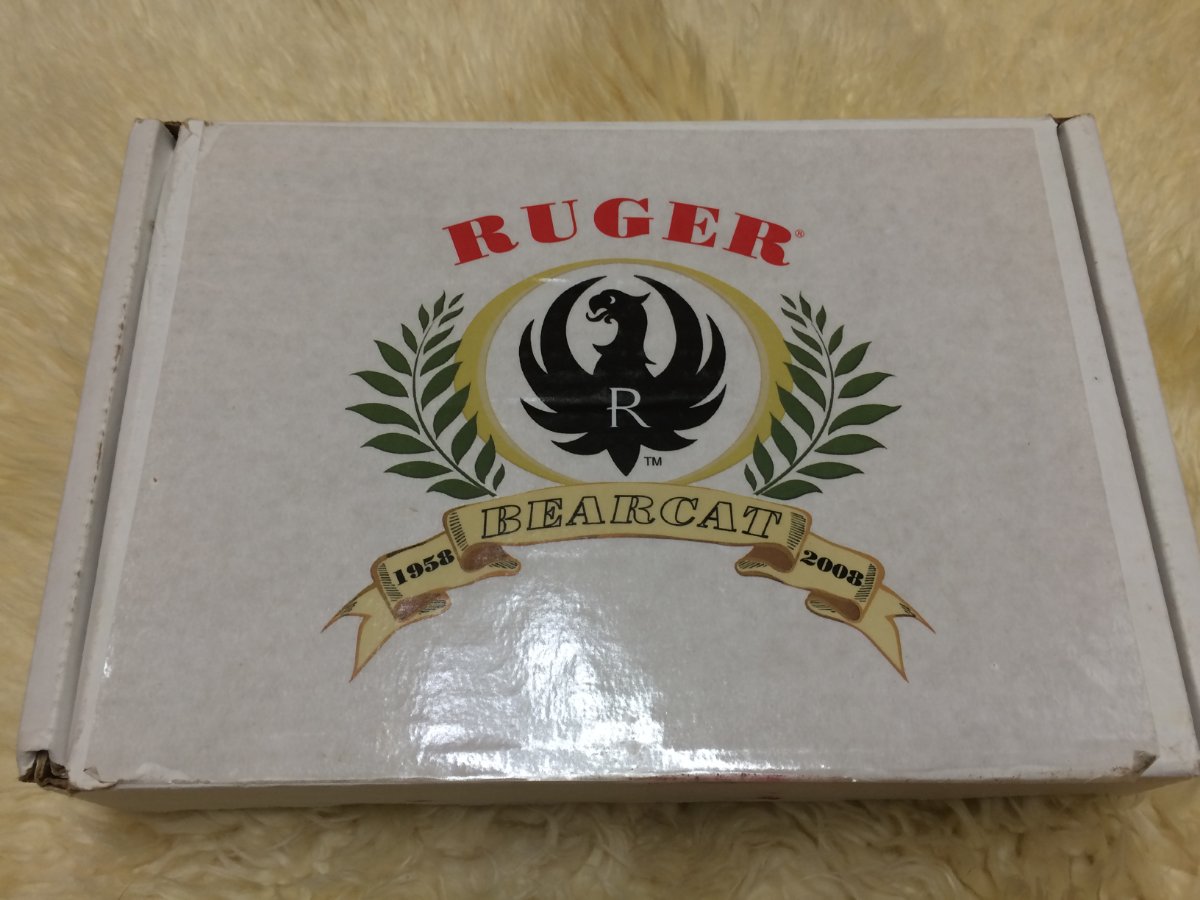 RUGER®
R
TM
BEARCAT
1958 2008